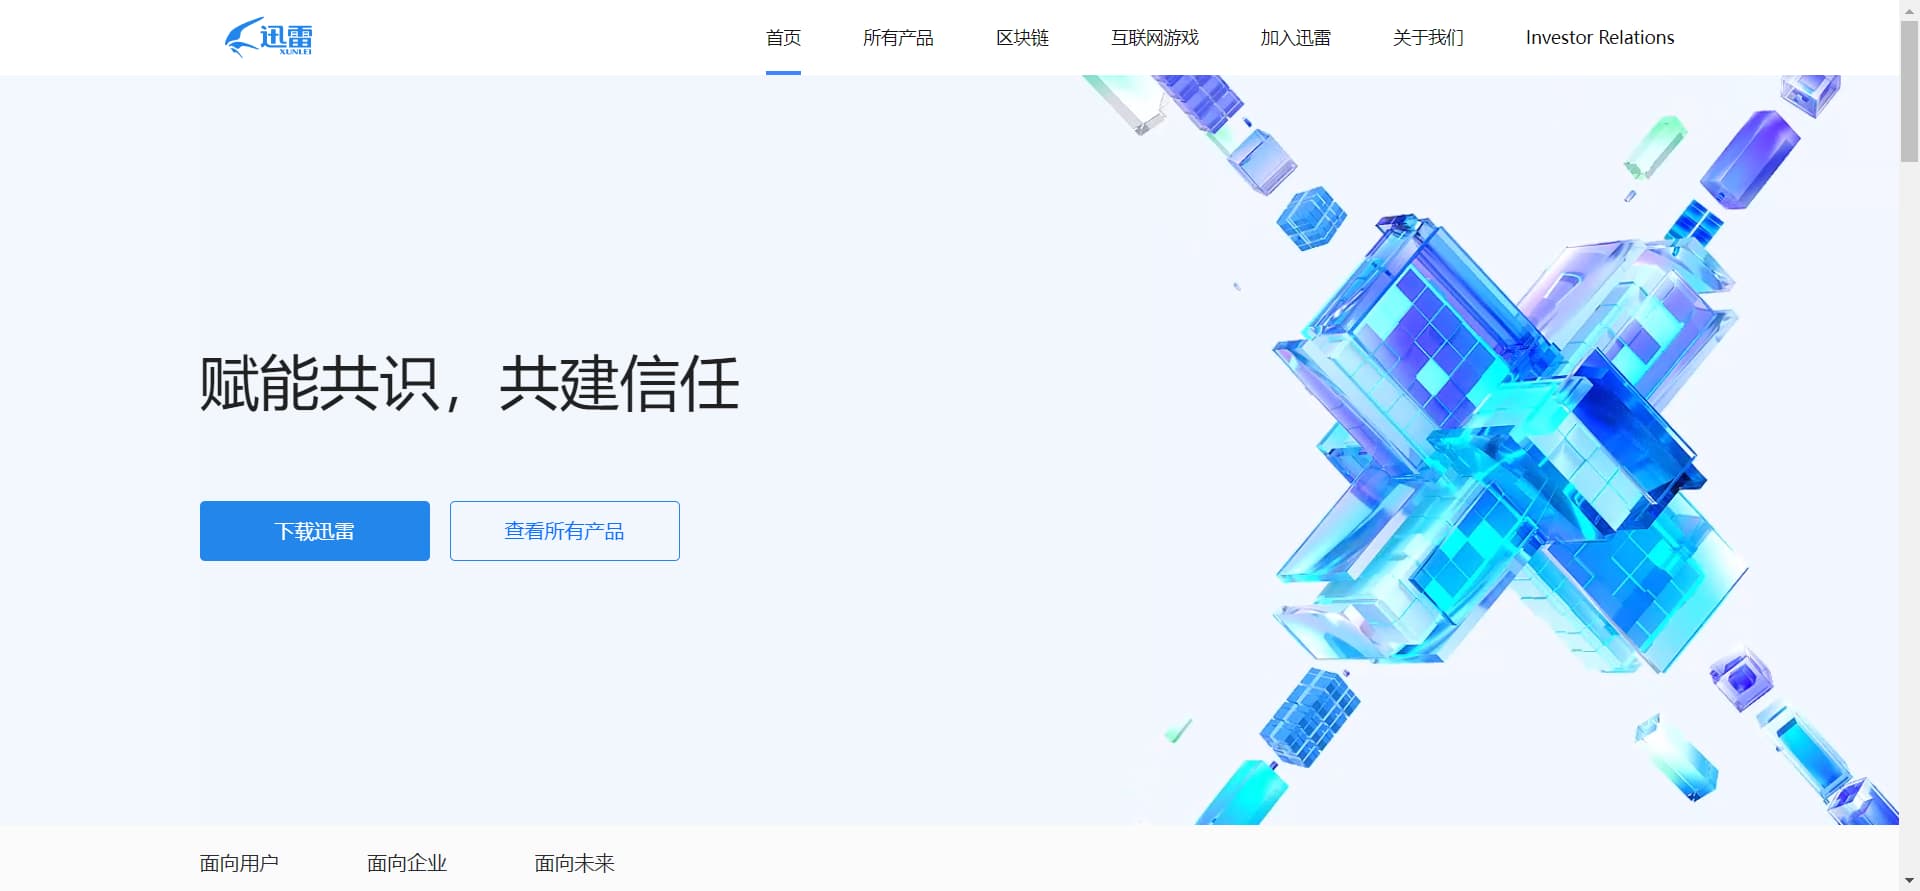 迅雷
XUNLEI
首页 所有产品 区块链 互联网游戏 加入迅雷 关于我们 Investor Relations
赋能共识，共建信任
下载迅雷 查看所有产品
面向用户 面向企业 面向未来